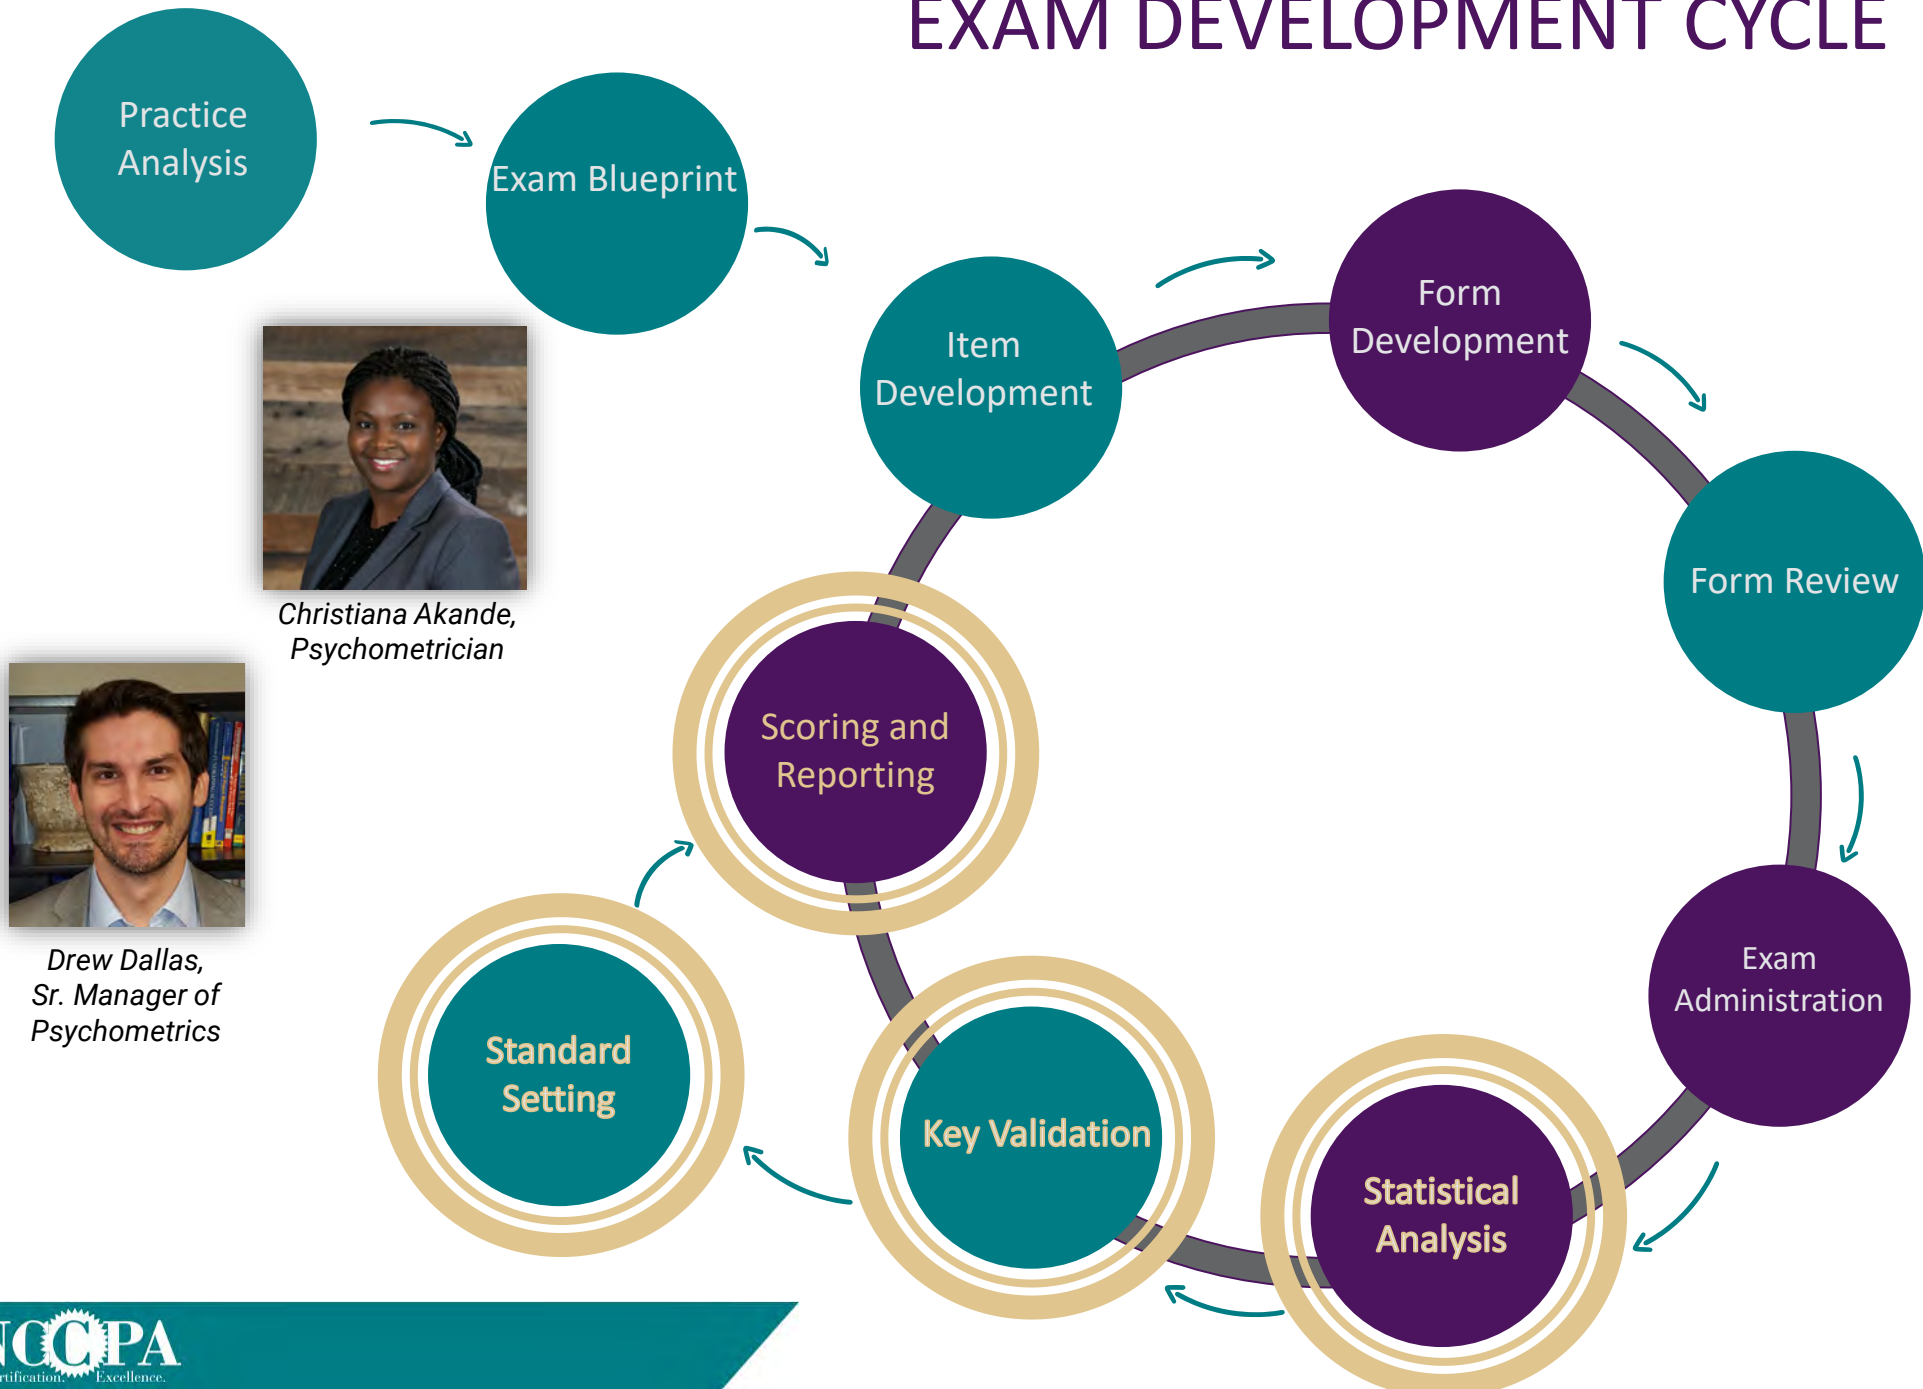 EXAM DEVELOPMENT CYCLE
Practice
Analysis
Exam Blueprint
Item
Development
Form
Development
Form Review
Exam
Administration
Statistical
Analysis
Key Validation
Standard
Setting
Scoring and
Reporting
Christiana Akande,
Psychometrician
Drew Dallas,
Sr. Manager of
Psychometrics
NCCPA
Excellence.